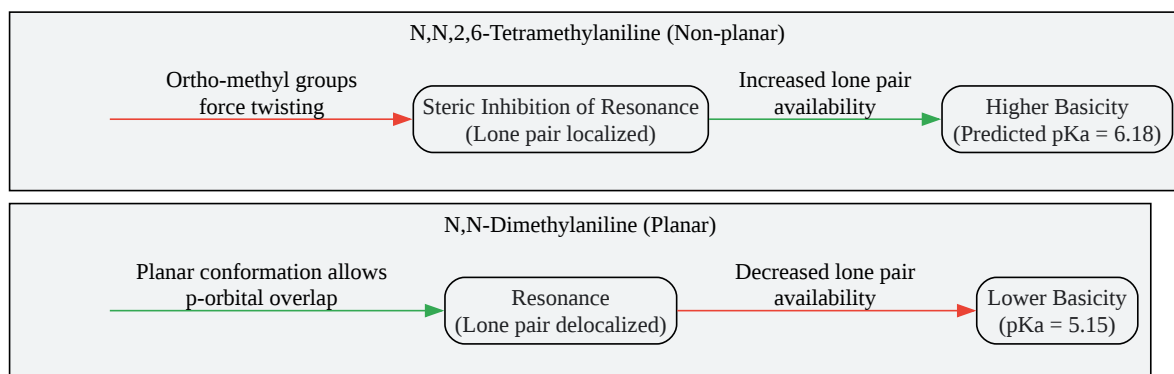 N,N,2,6-Tetramethylaniline (Non-planar)
Ortho-methyl groups
force twisting
Steric Inhibition of Resonance
(Lone pair localized)
Increased lone pair
availability
Higher Basicity
(Predicted pKa = 6.18)
N,N-Dimethylaniline (Planar)
Planar conformation allows
p-orbital overlap
Resonance
(Lone pair delocalized)
Decreased lone pair
availability
Lower Basicity
(pKa = 5.15)